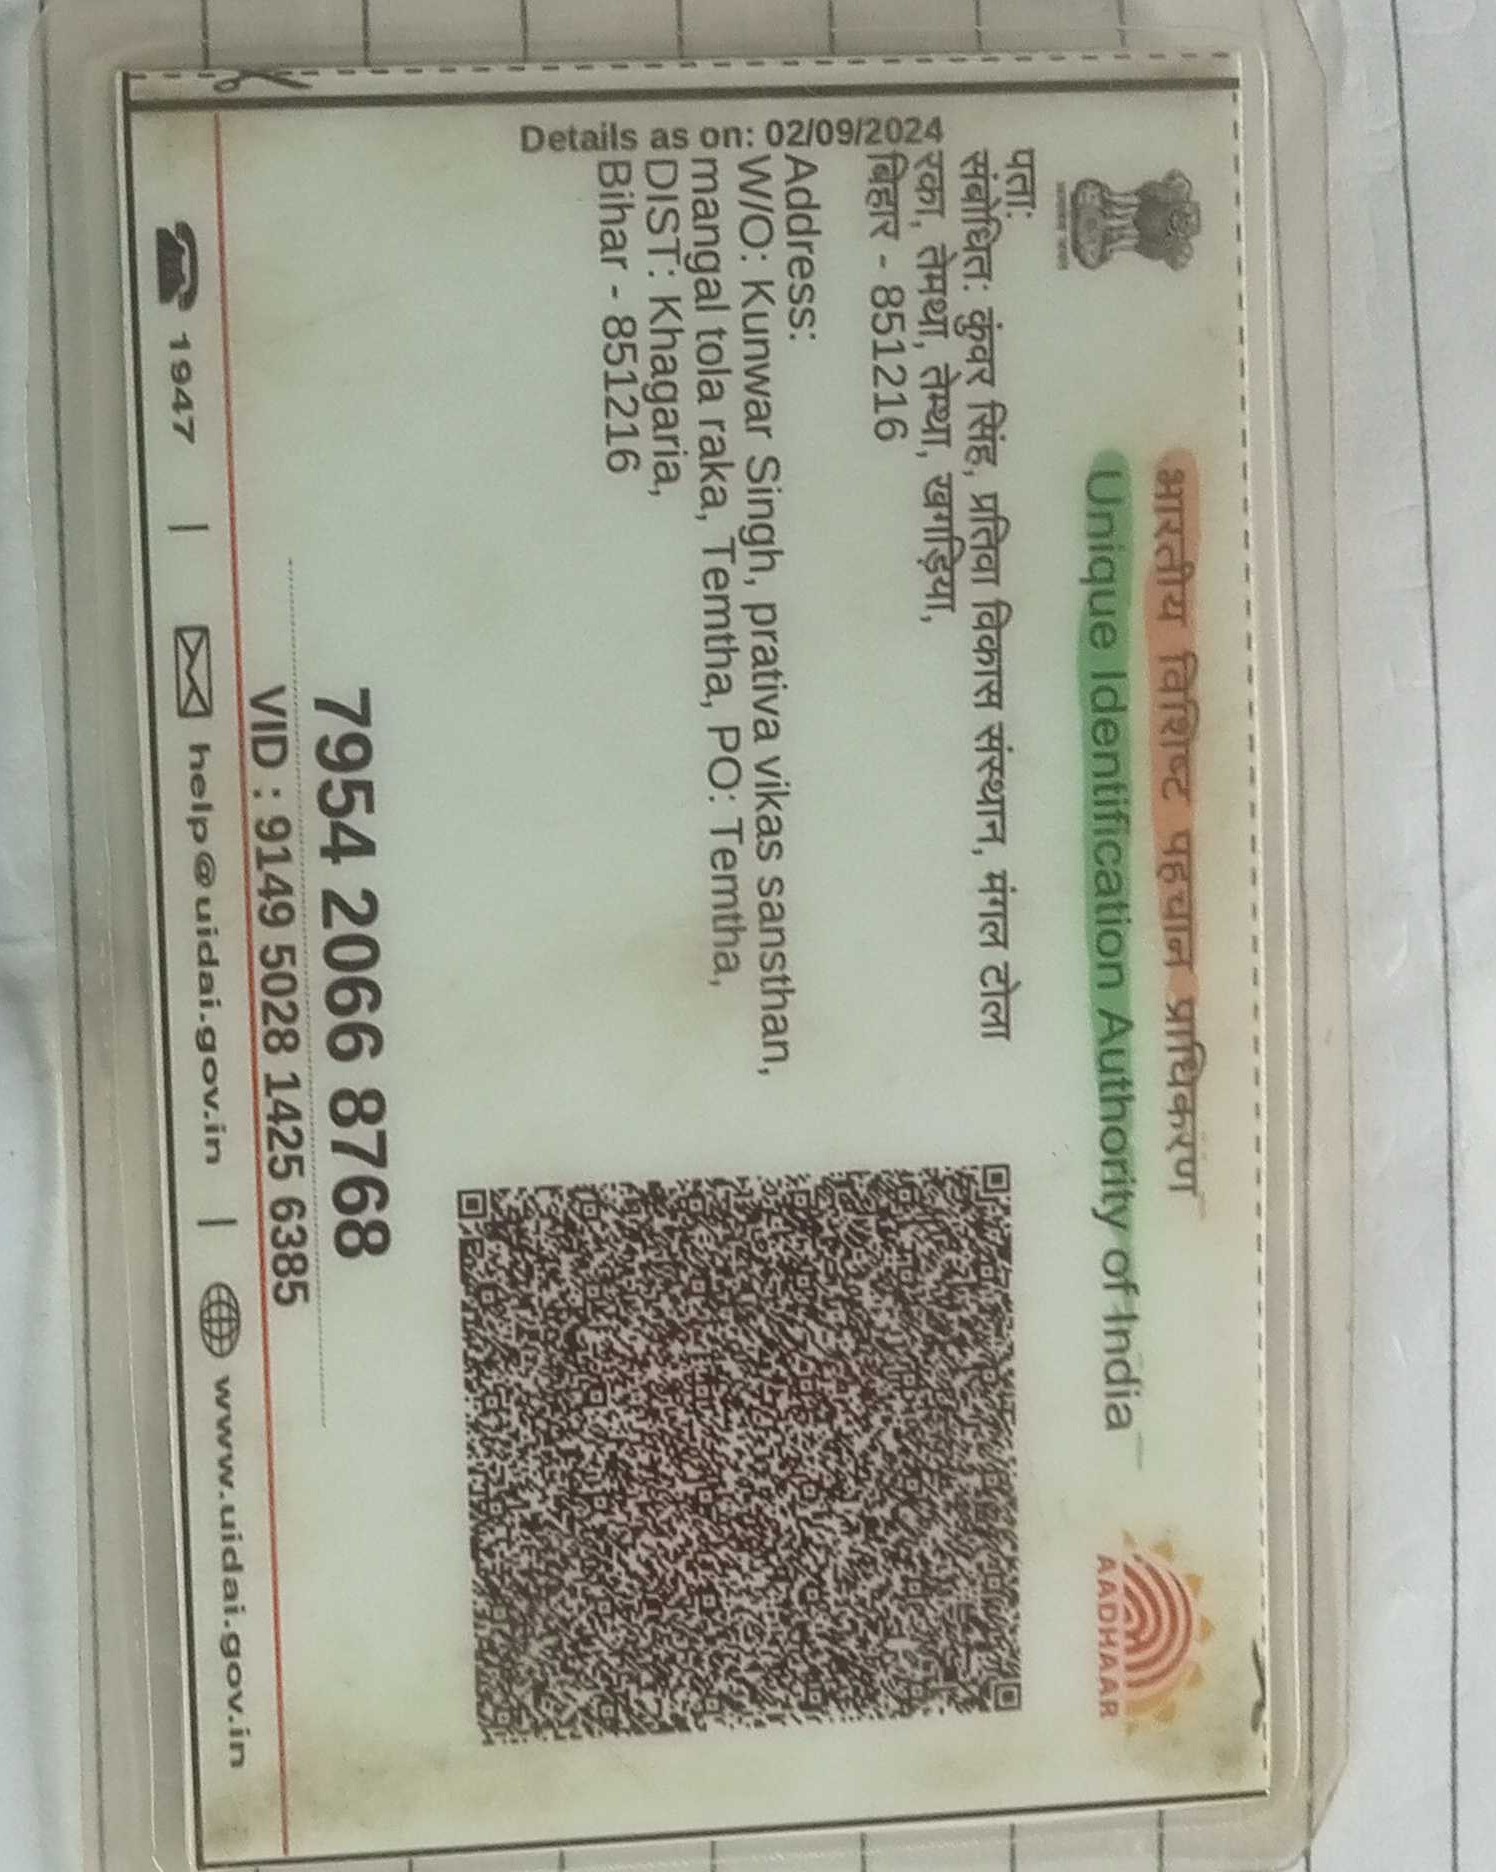 भारतीय विशिष्ट पहचान प्राधिकरण
Unique Identification Authority of India
AADHAAR
पता:
संबोधित: कुंवर सिंह, प्रतिवा विकास संस्थान, मंगल टोला
रका, तेमथा, तेम्था, खगड़िया,
बिहार - 851216
Address:
W/O: Kunwar Singh, prativa vikas sansthan,
mangal tola raka, Temtha, PO: Temtha,
DIST: Khagaria,
Bihar - 851216
Details as on: 02/09/2024
7954 2066 8768
VID : 9149 5028 1425 6385
1947 | help@uidai.gov.in | www.uidai.gov.in